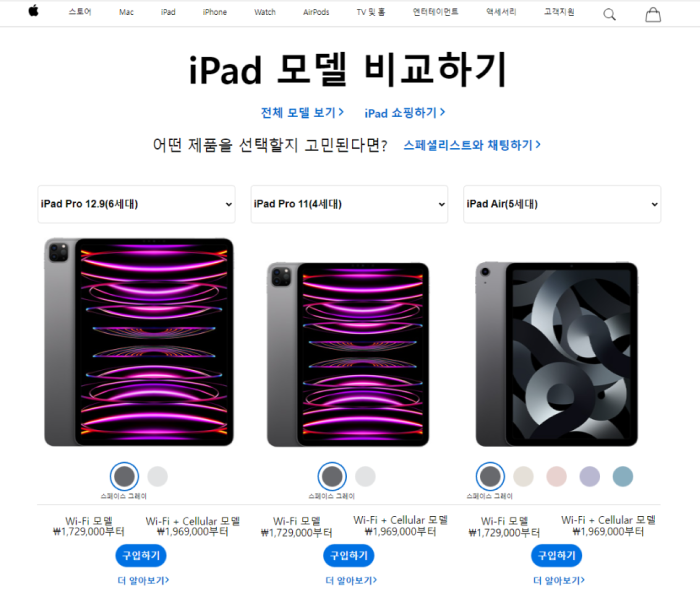 스토어 Mac iPad iPhone Watch AirPods TV 및 홈 엔터테인먼트 액세서리 고객지원
iPad 모델 비교하기
전체 모델 보기> iPad 쇼핑하기>
어떤 제품을 선택할지 고민된다면? 스페셜리스트와 채팅하기>
iPad Pro 12.9(6세대) iPad Pro 11(4세대) iPad Air(5세대)
스페이스 그레이 스페이스 그레이 스페이스 그레이
Wi-Fi 모델 Wi-Fi + Cellular 모델 Wi-Fi 모델 Wi-Fi + Cellular 모델 Wi-Fi 모델 Wi-Fi + Cellular 모델
₩1,729,000부터 ₩1,969,000부터 ₩1,729,000부터 ₩1,969,000부터 ₩1,729,000부터 ₩1,969,000부터
구입하기 구입하기 구입하기
더 알아보기> 더 알아보기> 더 알아보기>